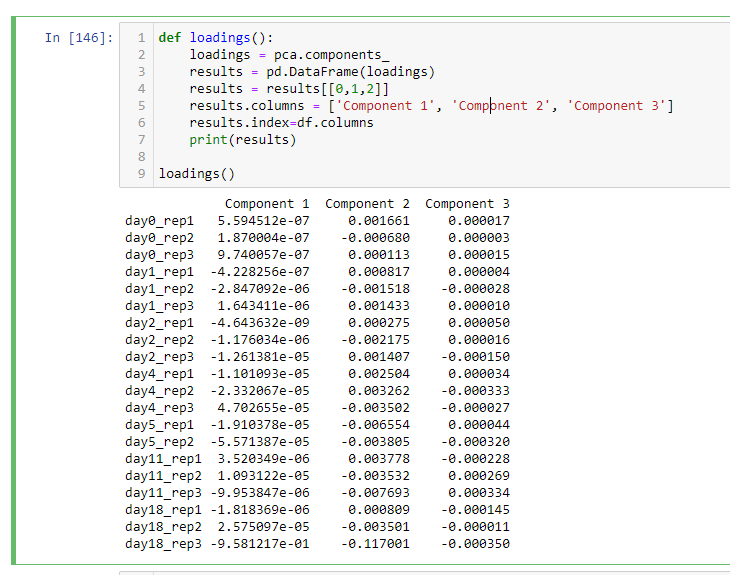 In [146]:
1 def loadings():
2     loadings = pca.components_
3     results = pd.DataFrame(loadings)
4     results = results[[0,1,2]]
5     results.columns = ['Component 1', 'Component 2', 'Component 3']
6     results.index=df.columns
7     print(results)
8
9 loadings()
Component 1  Component 2  Component 3
day0_rep1   5.594512e-07     0.001661     0.000017
day0_rep2   1.870004e-07    -0.000680     0.000003
day0_rep3   9.740057e-07     0.000113     0.000015
day1_rep1  -4.228256e-07     0.000817     0.000004
day1_rep2  -2.847092e-06    -0.001518    -0.000028
day1_rep3   1.643411e-06     0.001433     0.000010
day2_rep1  -4.643632e-09     0.000275     0.000050
day2_rep2  -1.176034e-06    -0.002175     0.000016
day2_rep3  -1.261381e-05     0.001407    -0.000150
day4_rep1  -1.101093e-05     0.002504     0.000034
day4_rep2  -2.332067e-05     0.003262    -0.000333
day4_rep3   4.702655e-05    -0.003502    -0.000027
day5_rep1  -1.910378e-05    -0.006554     0.000044
day5_rep2  -5.571387e-05    -0.003805    -0.000320
day11_rep1  3.520349e-06     0.003778    -0.000228
day11_rep2  1.093122e-05    -0.003532     0.000269
day11_rep3 -9.953847e-06    -0.007693     0.000334
day18_rep1 -1.818369e-06     0.000809    -0.000145
day18_rep2  2.575097e-05    -0.003501    -0.000011
day18_rep3 -9.581217e-01    -0.117001    -0.000350